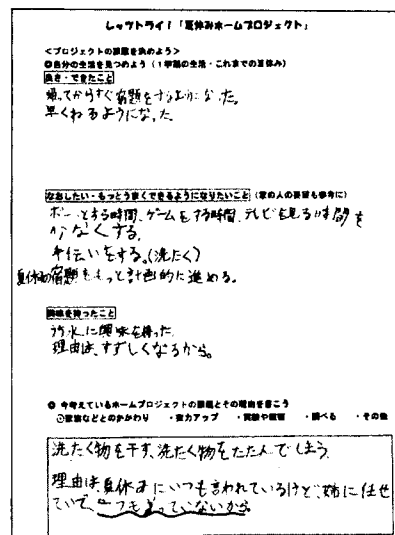 レッツトライ!「夏休みホームプロジェクト」
<プロジェクトの課題を決めよう>
◎自分の生活を見つめよう(1学期の生活・これまでの夏休み)
良さ・できたこと
帰ってからすぐ宿題をするようになった。
早くねるようになった。
なおしたい・もっとうまくできるようになりたいこと(家の人の要望も参考に)
ボーっとする時間、ゲームをする時間、テレビを見る時間を
少なくする。
手伝いをする。(洗たく)
夏休みの宿題をもっと計画的に進める。
興味を持ったこと
打ち水に興味を持った
理由は、すずしくなるから。
◎ 今考えているホームプロジェクトの課題とその理由を書こう
・家族などとのかかわり ・実力アップ ・実験や観察 ・調べる ・その他
洗たく物を干す、洗たく物をたたんでしまう。
理由は、夏休みにいつも言われているけど、姉に任せ
ていて、一つもまっていないから